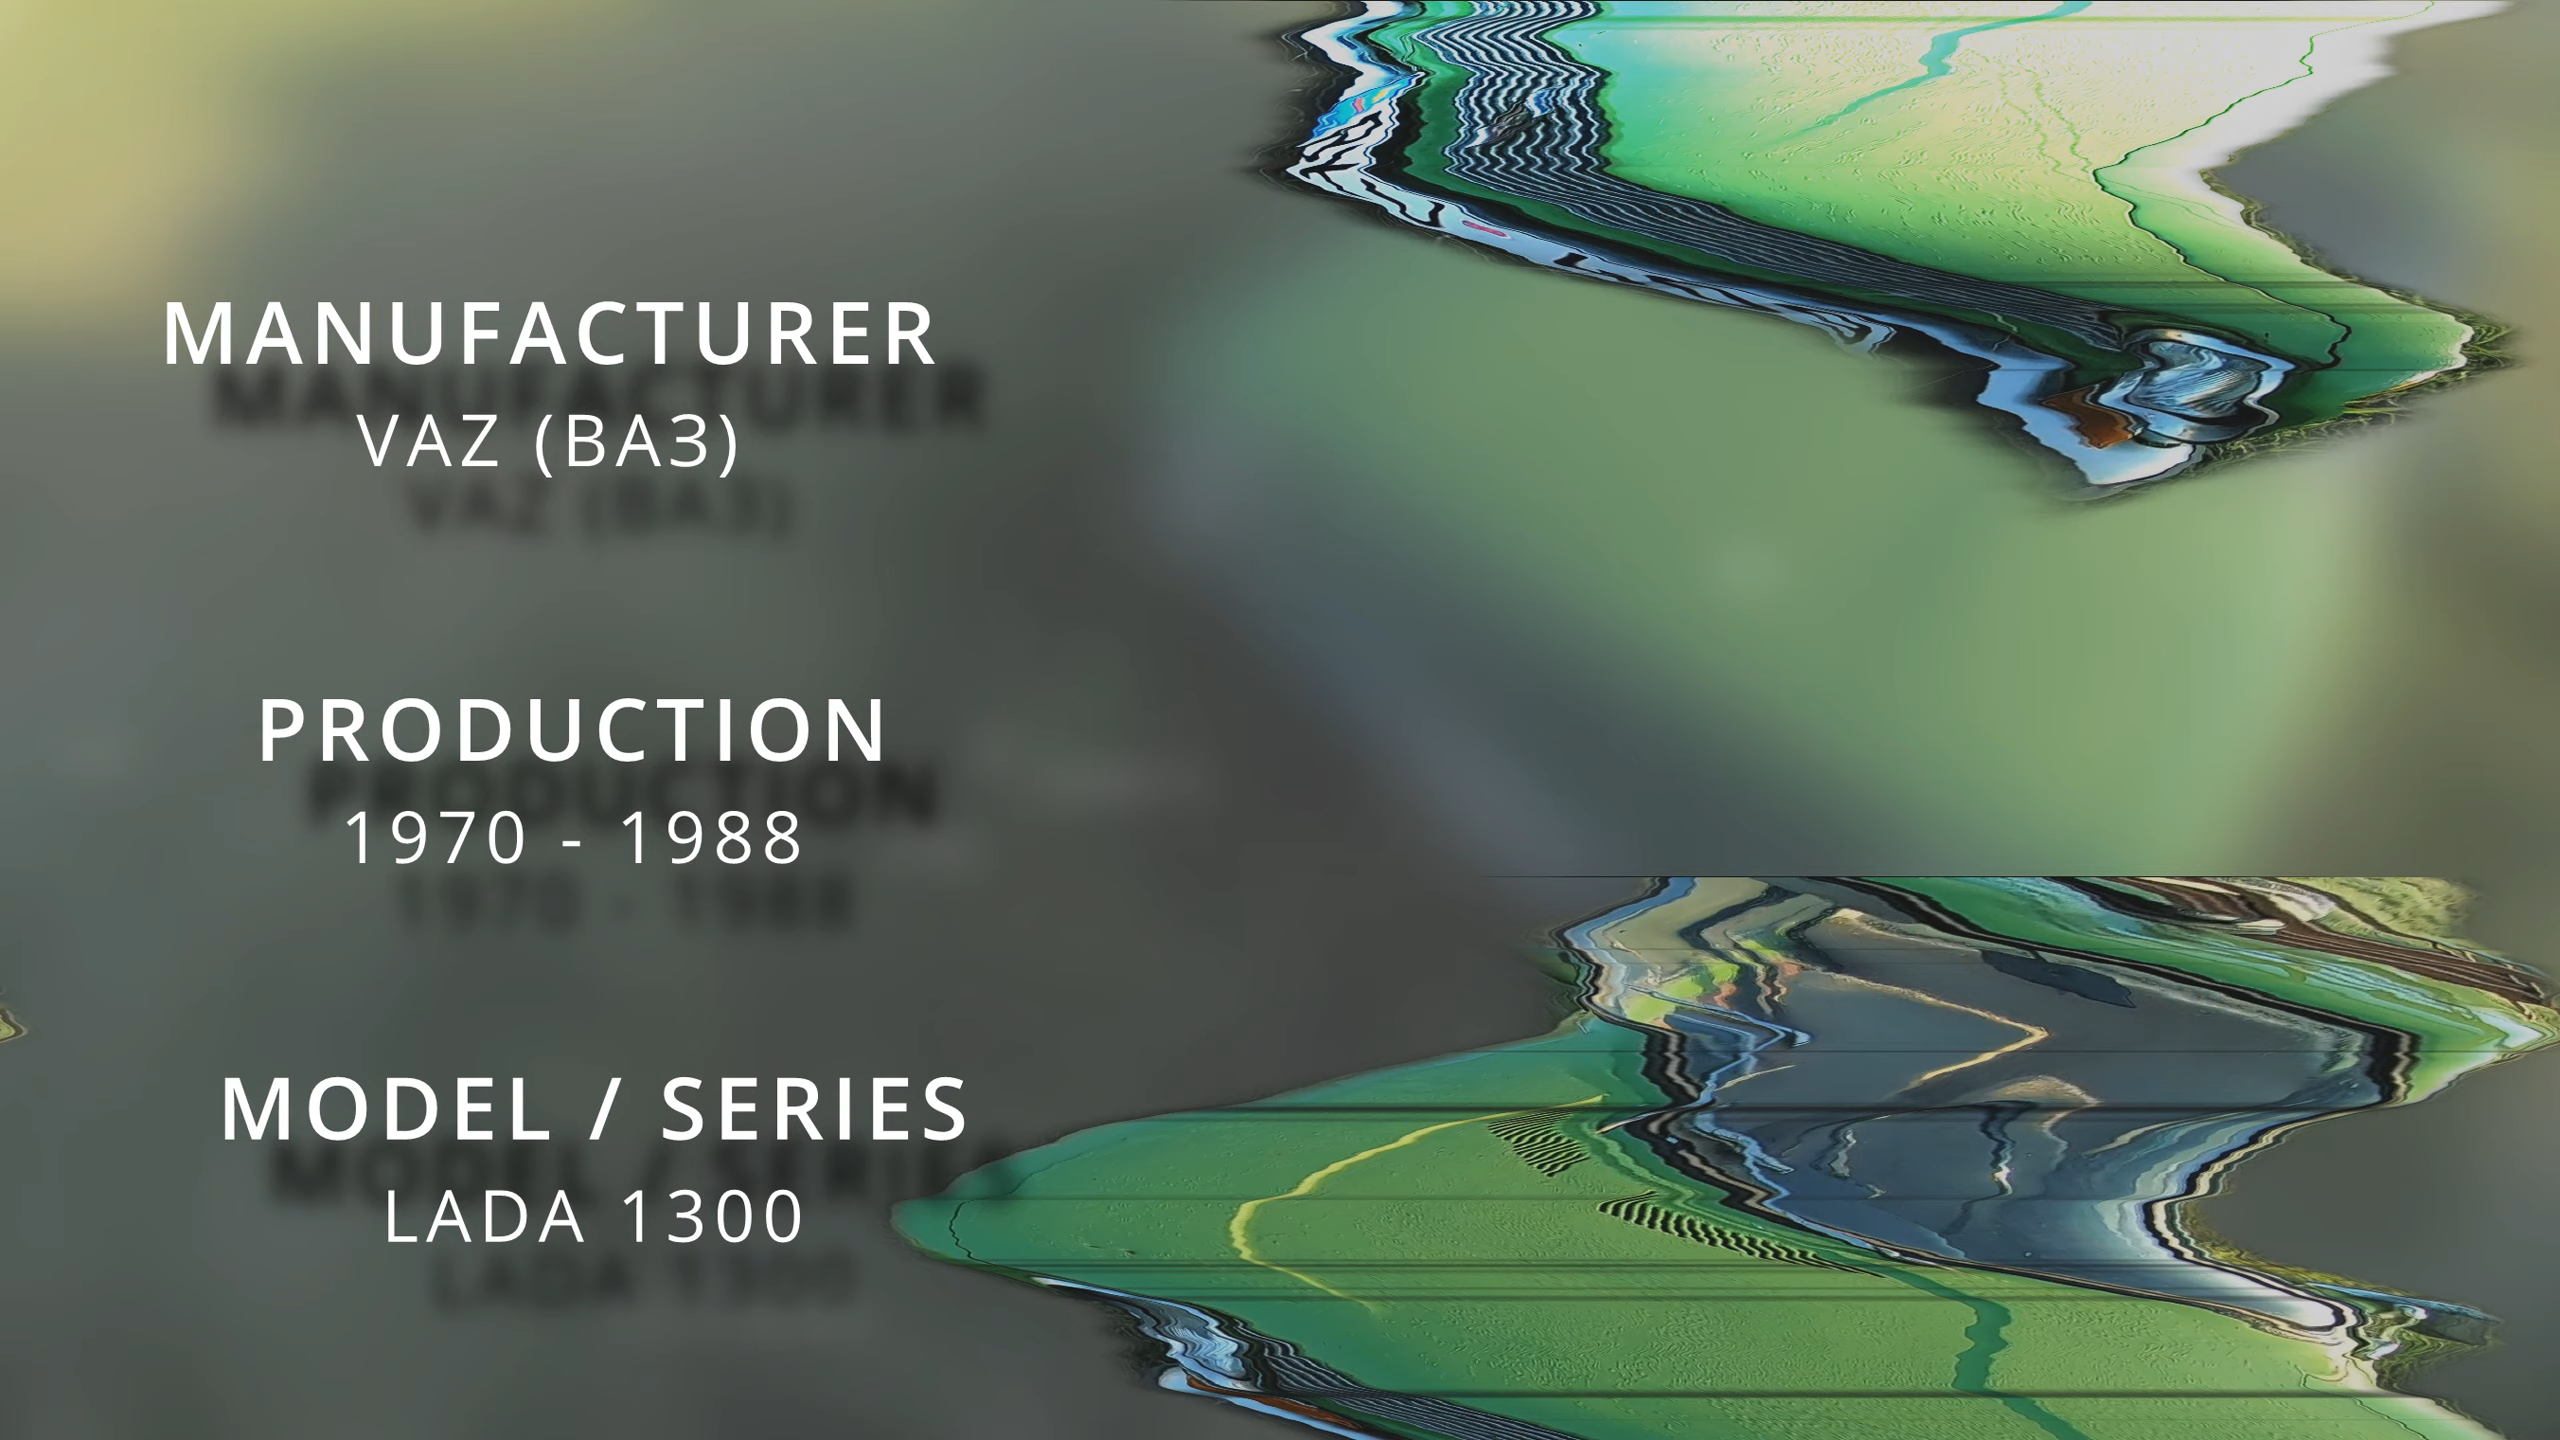 MANUFACTURER
VAZ (BA3)
PRODUCTION
1970 - 1988
MODEL / SERIES
LADA 1300